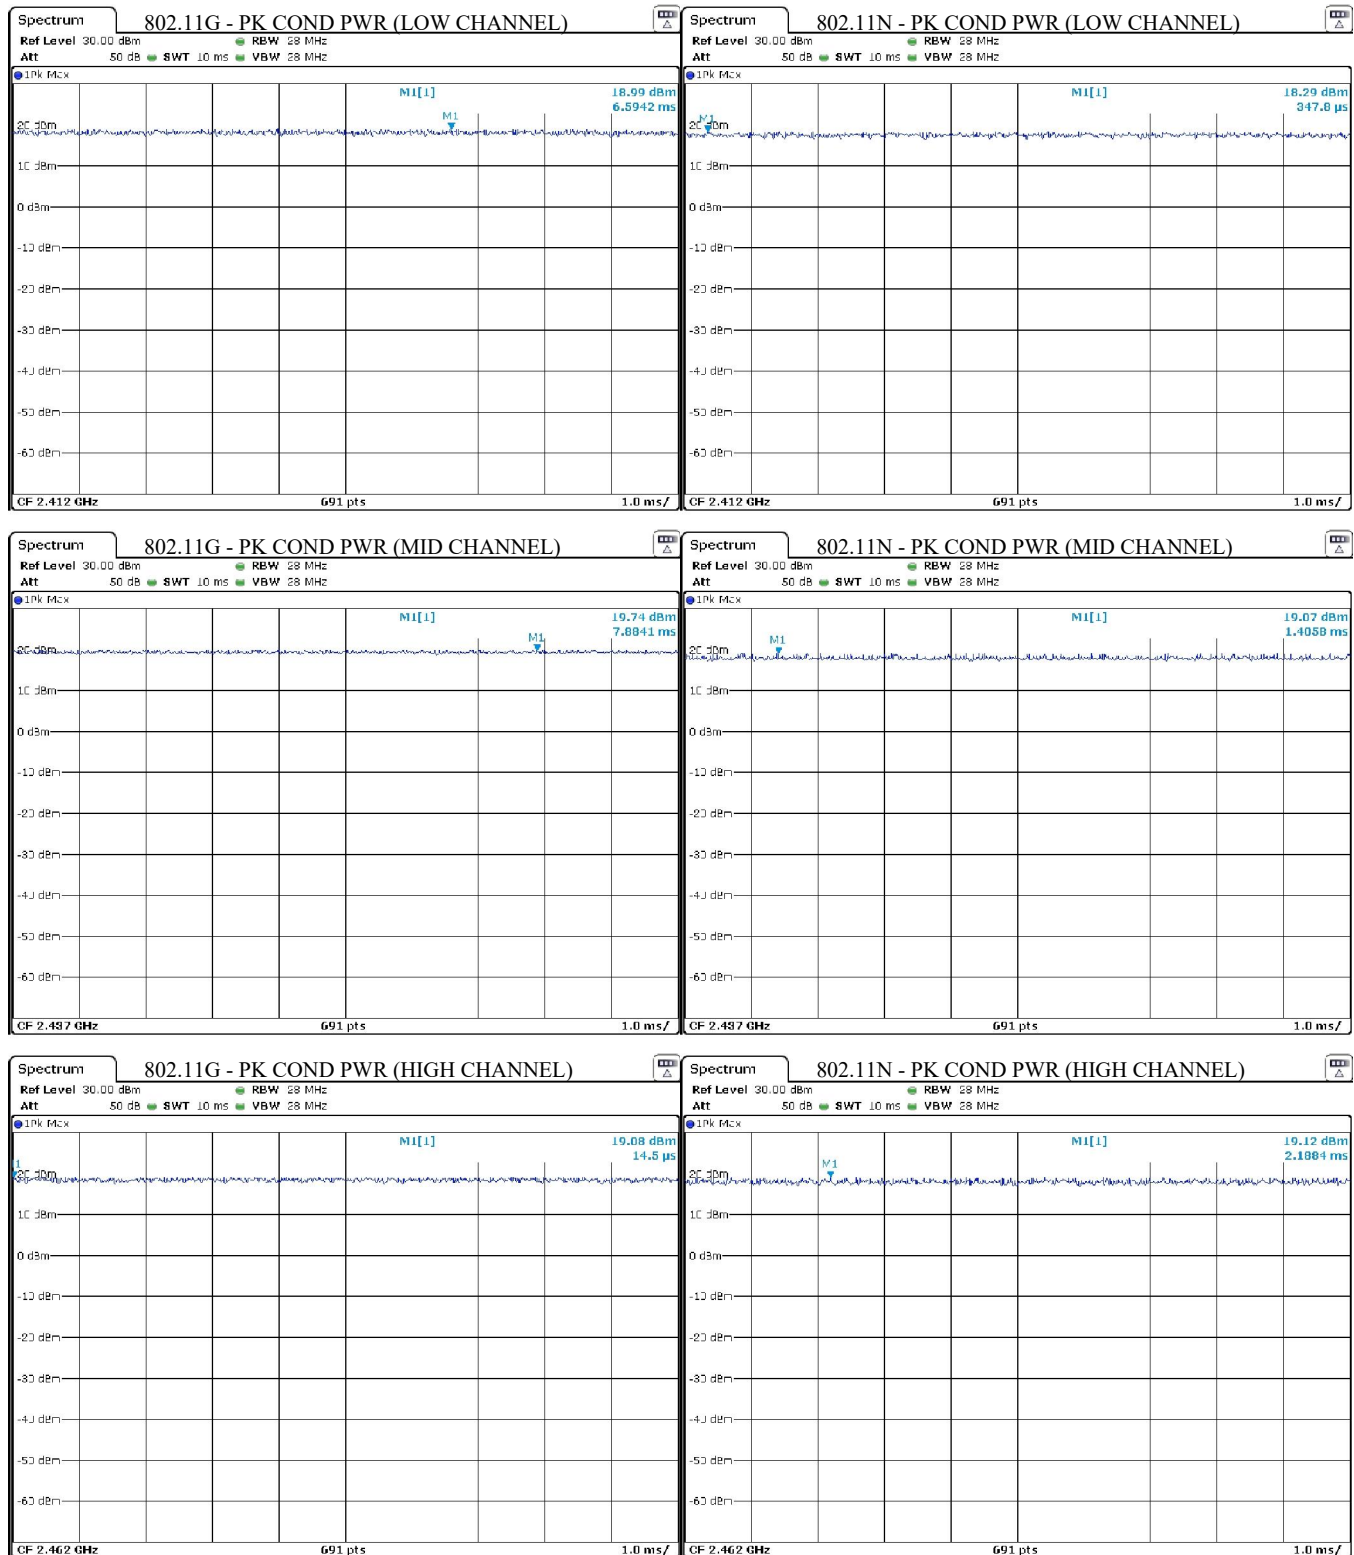 Spectrum
802.11G - PK COND PWR (LOW CHANNEL)
Ref Level 30.00 dBm RBW 28 MHz
Att 50 dB SWT 10 ms VBW 28 MHz
1Pk Max
M1[1] 18.99 dBm
6.5942 ms
M1
20 dBm
10 dBm
0 dBm
-10 dBm
-20 dBm
-30 dBm
-40 dBm
-50 dBm
-60 dBm
CF 2.412 GHz 691 pts 1.0 ms/
Spectrum
802.11N - PK COND PWR (LOW CHANNEL)
Ref Level 30.00 dBm RBW 28 MHz
Att 50 dB SWT 10 ms VBW 28 MHz
1Pk Max
M1[1] 18.29 dBm
347.8 µs
M1
20 dBm
10 dBm
0 dBm
-10 dBm
-20 dBm
-30 dBm
-40 dBm
-50 dBm
-60 dBm
CF 2.412 GHz 691 pts 1.0 ms/
Spectrum
802.11G - PK COND PWR (MID CHANNEL)
Ref Level 30.00 dBm RBW 28 MHz
Att 50 dB SWT 10 ms VBW 28 MHz
1Pk Max
M1[1] 19.74 dBm
7.8841 ms
M1
20 dBm
10 dBm
0 dBm
-10 dBm
-20 dBm
-30 dBm
-40 dBm
-50 dBm
-60 dBm
CF 2.437 GHz 691 pts 1.0 ms/
Spectrum
802.11N - PK COND PWR (MID CHANNEL)
Ref Level 30.00 dBm RBW 28 MHz
Att 50 dB SWT 10 ms VBW 28 MHz
1Pk Max
M1[1] 19.07 dBm
1.4058 ms
M1
20 dBm
10 dBm
0 dBm
-10 dBm
-20 dBm
-30 dBm
-40 dBm
-50 dBm
-60 dBm
CF 2.437 GHz 691 pts 1.0 ms/
Spectrum
802.11G - PK COND PWR (HIGH CHANNEL)
Ref Level 30.00 dBm RBW 28 MHz
Att 50 dB SWT 10 ms VBW 28 MHz
1Pk Max
M1[1] 19.08 dBm
14.5 µs
1
20 dBm
10 dBm
0 dBm
-10 dBm
-20 dBm
-30 dBm
-40 dBm
-50 dBm
-60 dBm
CF 2.462 GHz 691 pts 1.0 ms/
Spectrum
802.11N - PK COND PWR (HIGH CHANNEL)
Ref Level 30.00 dBm RBW 28 MHz
Att 50 dB SWT 10 ms VBW 28 MHz
1Pk Max
M1[1] 19.12 dBm
2.1884 ms
M1
20 dBm
10 dBm
0 dBm
-10 dBm
-20 dBm
-30 dBm
-40 dBm
-50 dBm
-60 dBm
CF 2.462 GHz 691 pts 1.0 ms/